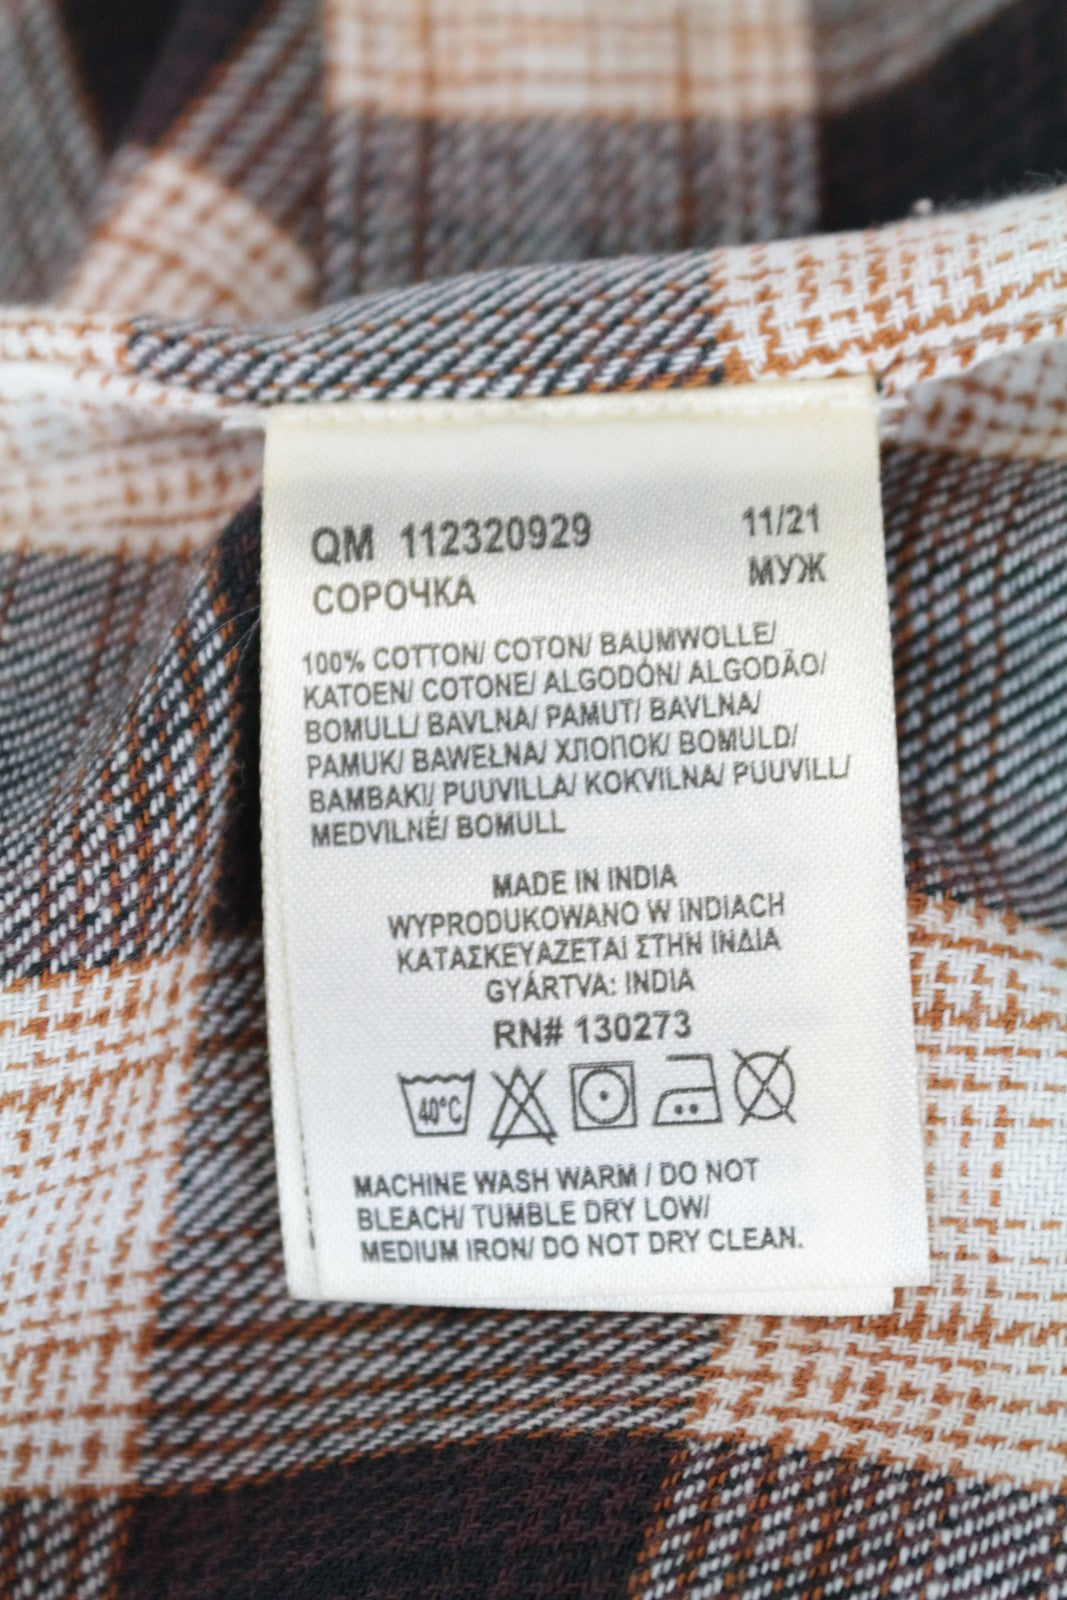 QM 112320929 11/21
СОРОЧКА МУЖ
100% COTTON/ COTON/ BAUMWOLLE/
KATOEN/ COTONE/ ALGODÓN/ ALGODÃO/
BOMULL/ BAVLNA/ PAMUT/ BAVLNA/
PAMUK/ BAWEŁNA/ ХЛОПОК/ BOMULD/
BAMBAKI/ PUUVILLA/ KOKVILNA/ PUUVILL/
MEDVILNĖ/ BOMULL
MADE IN INDIA
WYPRODUKOWANO W INDIACH
ΚΑΤΑΣΚΕΥΑΖΕΤΑΙ ΣΤΗΝ ΙΝΔΙΑ
GYÁRTVA: INDIA
RN# 130273
40°C
MACHINE WASH WARM / DO NOT
BLEACH/ TUMBLE DRY LOW/
MEDIUM IRON/ DO NOT DRY CLEAN.